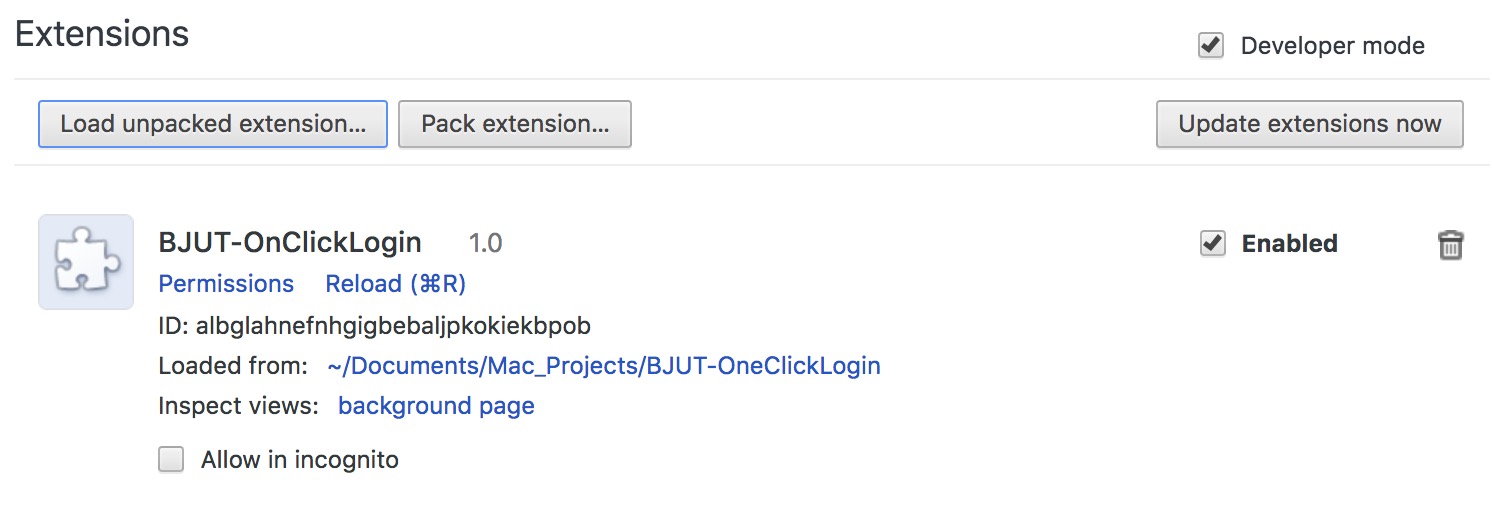 Extensions
Developer mode
Load unpacked extension...
Pack extension...
Update extensions now
BJUT-OnClickLogin 1.0
Enabled
Permissions Reload (⌘R)
ID: albglahnefnhgigbebaljpkokiekbpob
Loaded from: ~/Documents/Mac_Projects/BJUT-OneClickLogin
Inspect views: background page
Allow in incognito